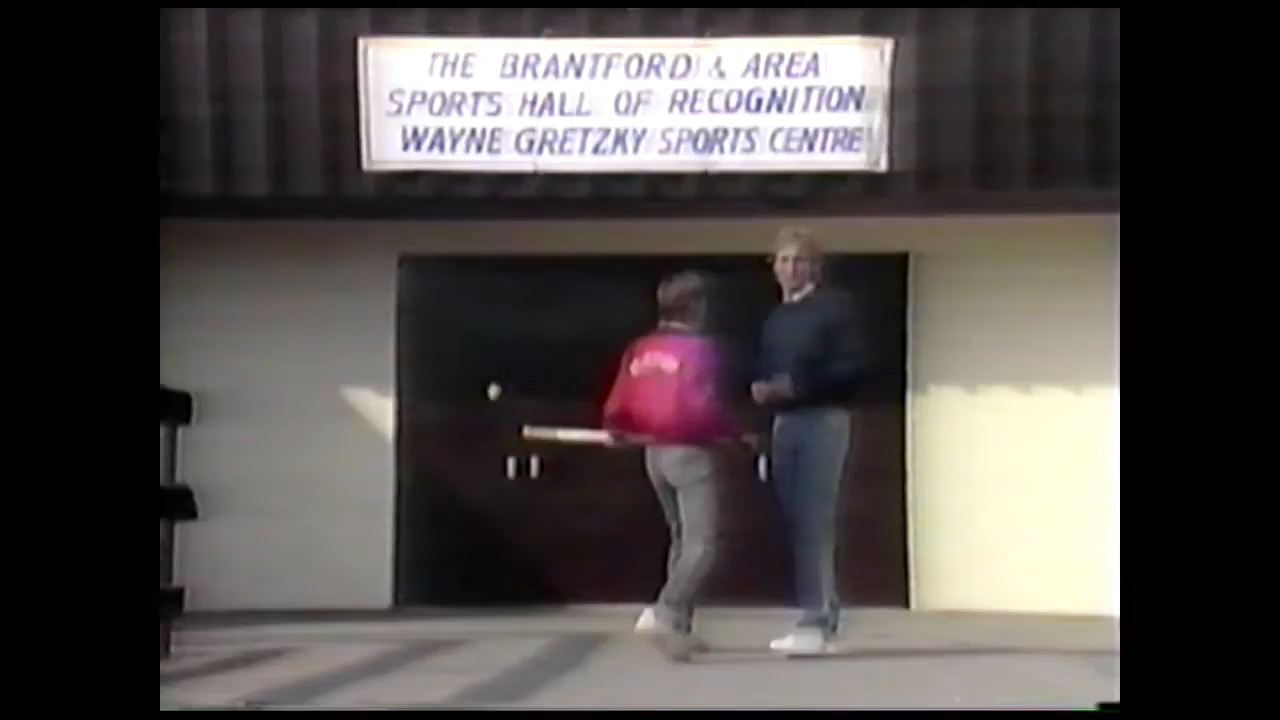 THE BRANTFORD & AREA
SPORTS HALL OF RECOGNITION
WAYNE GRETZKY SPORTS CENTRE